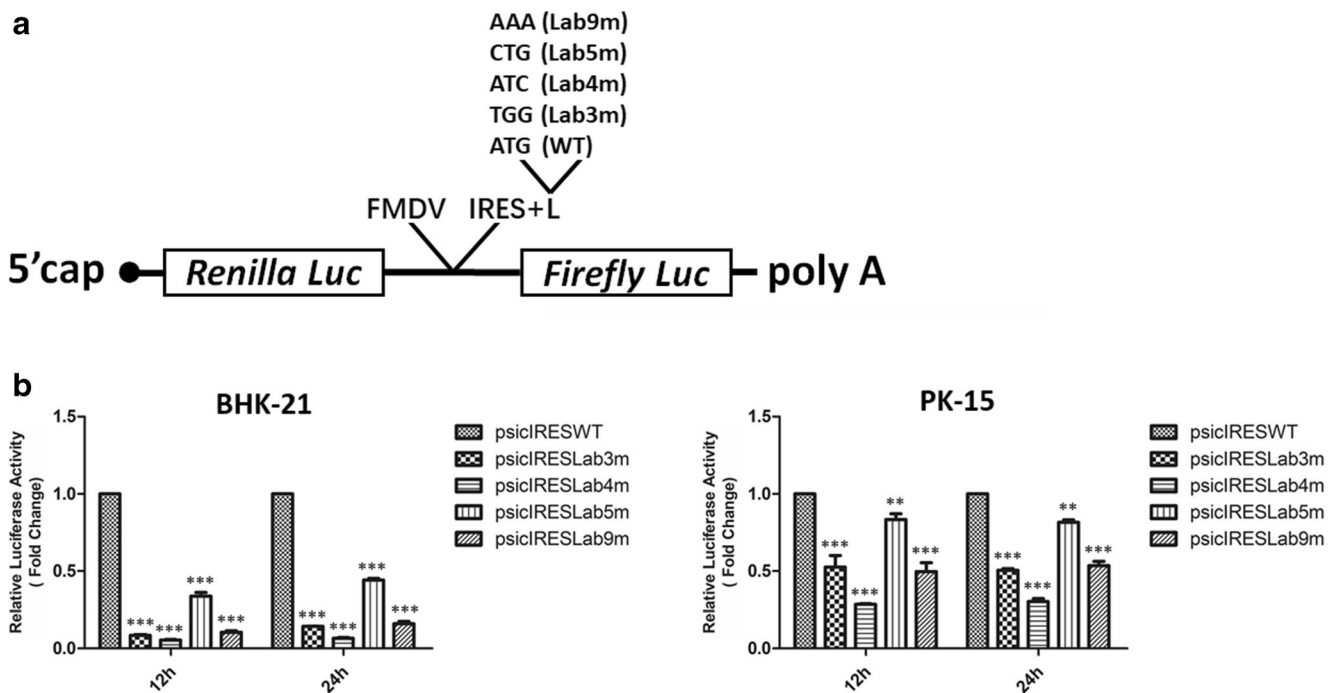 a
AAA (Lab9m)
CTG (Lab5m)
ATC (Lab4m)
TGG (Lab3m)
ATG (WT)
FMDV IRES+L
5'cap Renilla Luc Firefly Luc poly A
b
BHK-21
Relative Luciferase Activity
( Fold Change)
1.5
1.0
0.5
0.0
*** *** *** ***
*** *** *** ***
12h 24h
psicIRESWT
psicIRESLab3m
psicIRESLab4m
psicIRESLab5m
psicIRESLab9m
PK-15
Relative Luciferase Activity
( Fold Change)
1.5
1.0
0.5
0.0
*** *** ** ***
*** *** ** ***
12h 24h
psicIRESWT
psicIRESLab3m
psicIRESLab4m
psicIRESLab5m
psicIRESLab9m